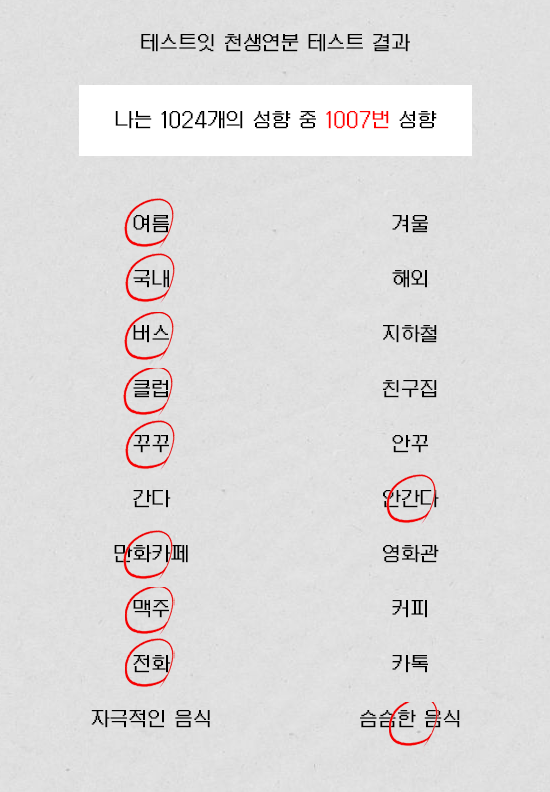 테스트잇 천생연분 테스트 결과
나는 1024개의 성향 중 1007번 성향
여름 겨울
국내 해외
버스 지하철
클럽 친구집
꾸꾸 안꾸
간다 안간다
만화카페 영화관
맥주 커피
전화 카톡
자극적인 음식 슴슴한 음식